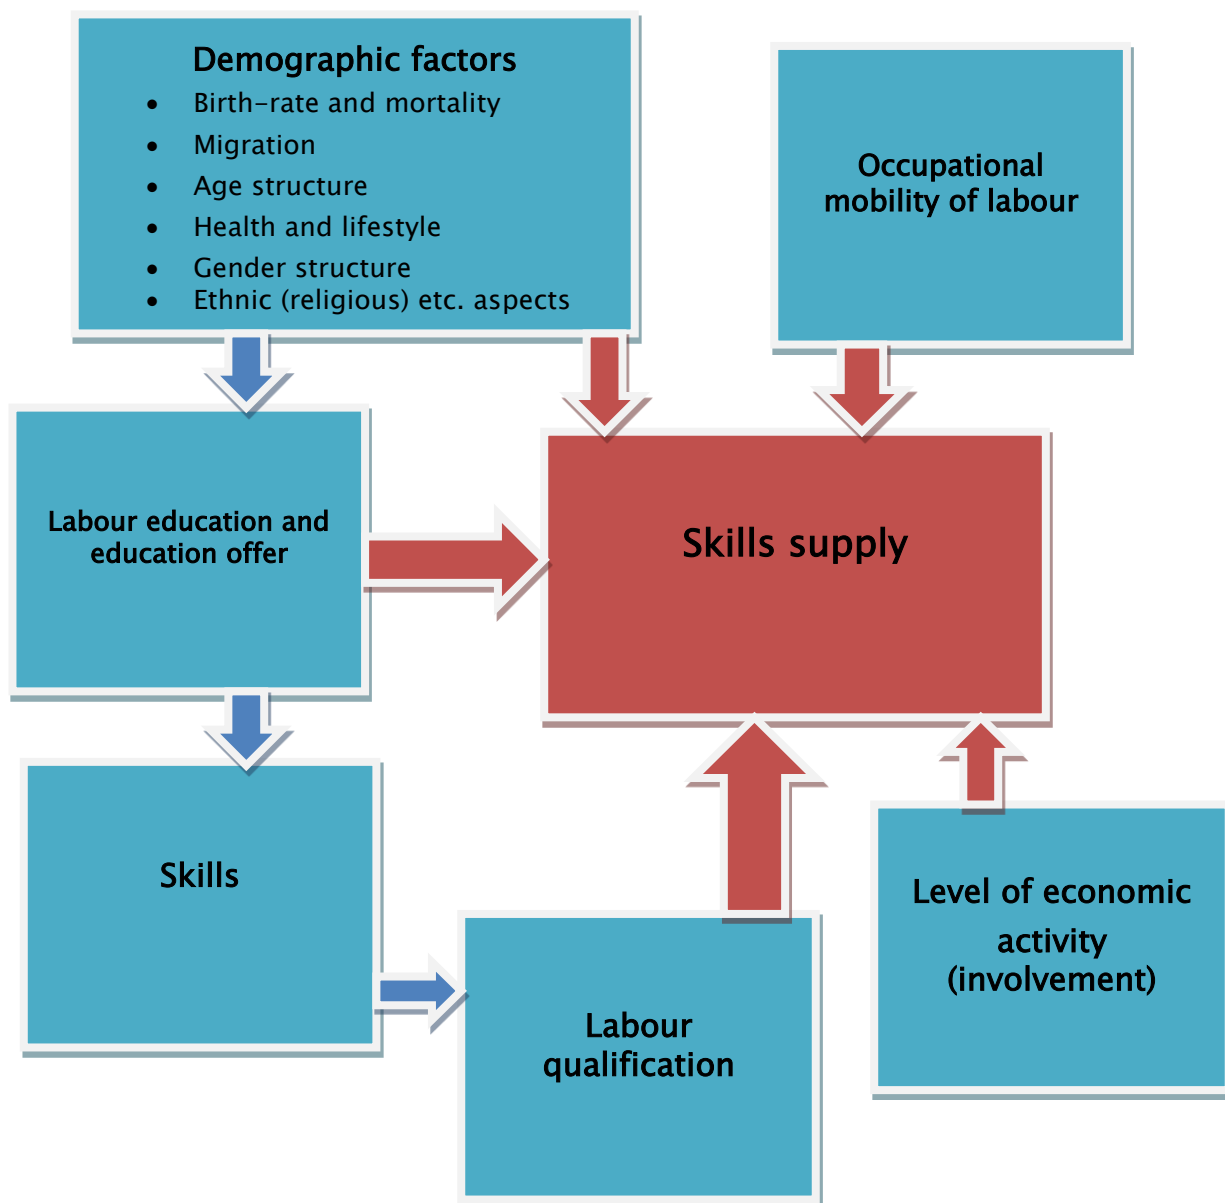 Demographic factors
• Birth-rate and mortality
• Migration
• Age structure
• Health and lifestyle
• Gender structure
• Ethnic (religious) etc. aspects
Occupational
mobility of labour
Labour education and
education offer
Skills supply
Skills
Labour
qualification
Level of economic
activity
(involvement)